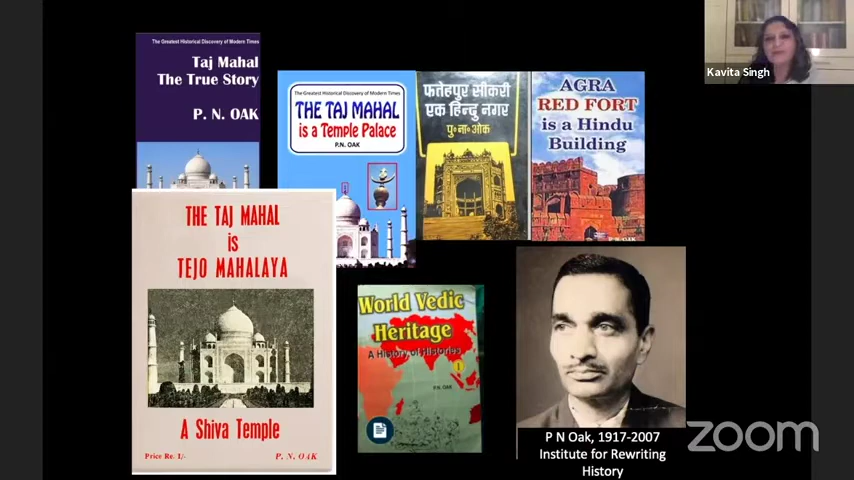 The Greatest Historical Discovery of Modern Times
Taj Mahal
The True Story
P. N. OAK
The Greatest Historical Discovery of Modern Times
THE TAJ MAHAL
is a Temple Palace
P.N. OAK
फतेहपुर सीकरी
एक हिन्दू नगर
पु॰ना॰ओक
AGRA
RED FORT
is a Hindu
Building
P. N. OAK
THE TAJ MAHAL
is
TEJO MAHALAYA
A Shiva Temple
Price Re. 1/-
P. N. OAK
World Vedic
Heritage
A History of Histories
1
P.N. OAK
P N Oak, 1917-2007
Institute for Rewriting
History
Kavita Singh
zoom